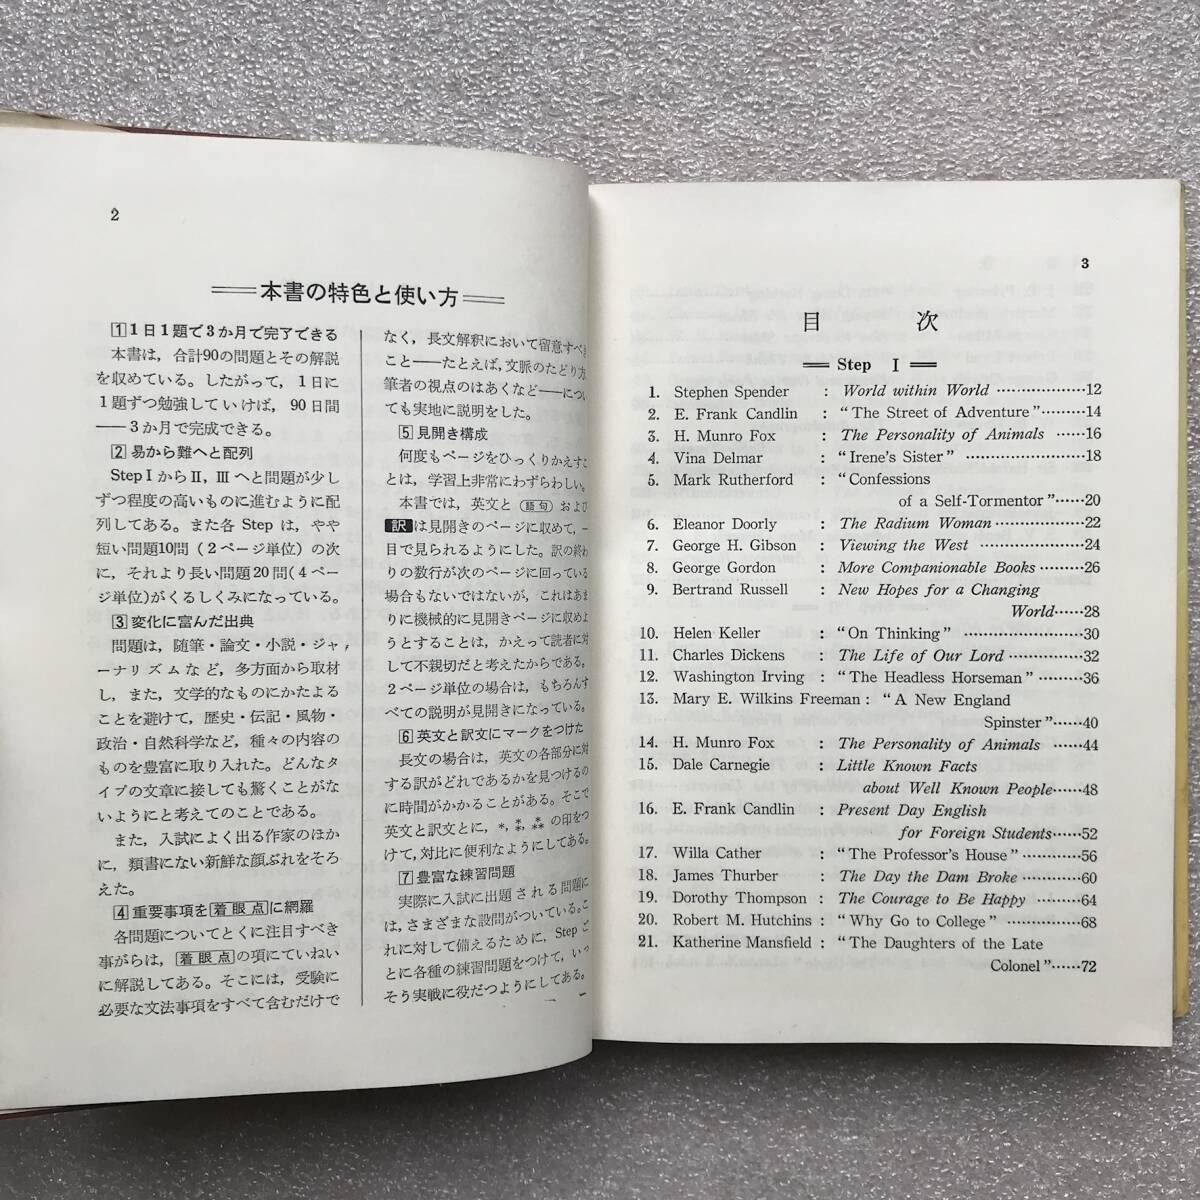 2
本書の特色と使い方
1 1日1題で3か月で完了できる
本書は，合計90の問題とその解説
を収めている。したがって，1日に
1題ずつ勉強していけば，90日間
——3か月で完成できる。
2 易から難へと配列
Step I からⅡ，Ⅲへと問題が少し
ずつ程度の高いものに進むように配
列してある。また各 Step は，やや
短い問題10問（2ページ単位）の次
に，それより長い問題20問(4ペー
ジ単位)がくるしくみになっている。
3 変化に富んだ出典
問題は，随筆・論文・小説・ジャ
ーナリズムなど，多方面から取材
し，また，文学的なものにかたよる
ことを避けて，歴史・伝記・風物・
政治・自然科学など，種々の内容の
ものを豊富に取り入れた。どんなタ
イプの文章に接しても驚くことがな
いようにと考えてのことである。
また，入試によく出る作家のほか
に，類書にない新鮮な顔ぶれをそろ
えた。
4 重要事項を着眼点に網羅
各問題についてとくに注目すべき
事がらは，着眼点の項にていねい
に解説してある。そこには，受験に
必要な文法事項をすべて含むだけで
なく，長文解釈において留意すべき
こと——たとえば，文脈のたどり方，
筆者の視点のはあくなど——につい
ても実地に説明をした。
5 見開き構成
何度もページをひっくりかえすこ
とは，学習上非常にわずらわしい。
本書では，英文と 語句 および
訳は見開きのページに収めて，一
目で見られるようにした。訳の終わ
りの数行が次のページに回っている
場合もないではないが，これはあま
りに機械的に見開きページに収めよ
うとすることは，かえって読者に対
して不親切だと考えたからである。
2ページ単位の場合は，もちろんす
べての説明が見開きになっている。
6 英文と訳文にマークをつけた
長文の場合は，英文の各部分に対
する訳がどれであるかを見つけるの
に時間がかかることがある。そこで
英文と訳文とに，*，**，*** の印をつ
けて，対比に便利なようにしてある。
7 豊富な練習問題
実際に入試に出題される問題に
は，さまざまな設問がついている。こ
れに対して備えるために，Step ご
とに各種の練習問題をつけて，いっ
そう実戦に役だつようにしてある。
3
目 次
Step I
1. Stephen Spender : World within World ………………12
2. E. Frank Candlin : “The Street of Adventure”………14
3. H. Munro Fox : The Personality of Animals ……16
4. Vina Delmar : “Irene's Sister” …………………18
5. Mark Rutherford : “Confessions
of a Self-Tormentor”……20
6. Eleanor Doorly : The Radium Woman………………22
7. George H. Gibson : Viewing the West …………………24
8. George Gordon : More Companionable Books ………26
9. Bertrand Russell : New Hopes for a Changing
World……28
10. Helen Keller : “On Thinking” …………………30
11. Charles Dickens : The Life of Our Lord ……………32
12. Washington Irving : “The Headless Horseman” ………36
13. Mary E. Wilkins Freeman : “A New England
Spinster”……40
14. H. Munro Fox : The Personality of Animals ……44
15. Dale Carnegie : Little Known Facts
about Well Known People……48
16. E. Frank Candlin : Present Day English
for Foreign Students……52
17. Willa Cather : “The Professor's House”…………56
18. James Thurber : The Day the Dam Broke …………60
19. Dorothy Thompson : The Courage to Be Happy ………64
20. Robert M. Hutchins : “Why Go to College” ……………68
21. Katherine Mansfield : “The Daughters of the Late
Colonel”……72